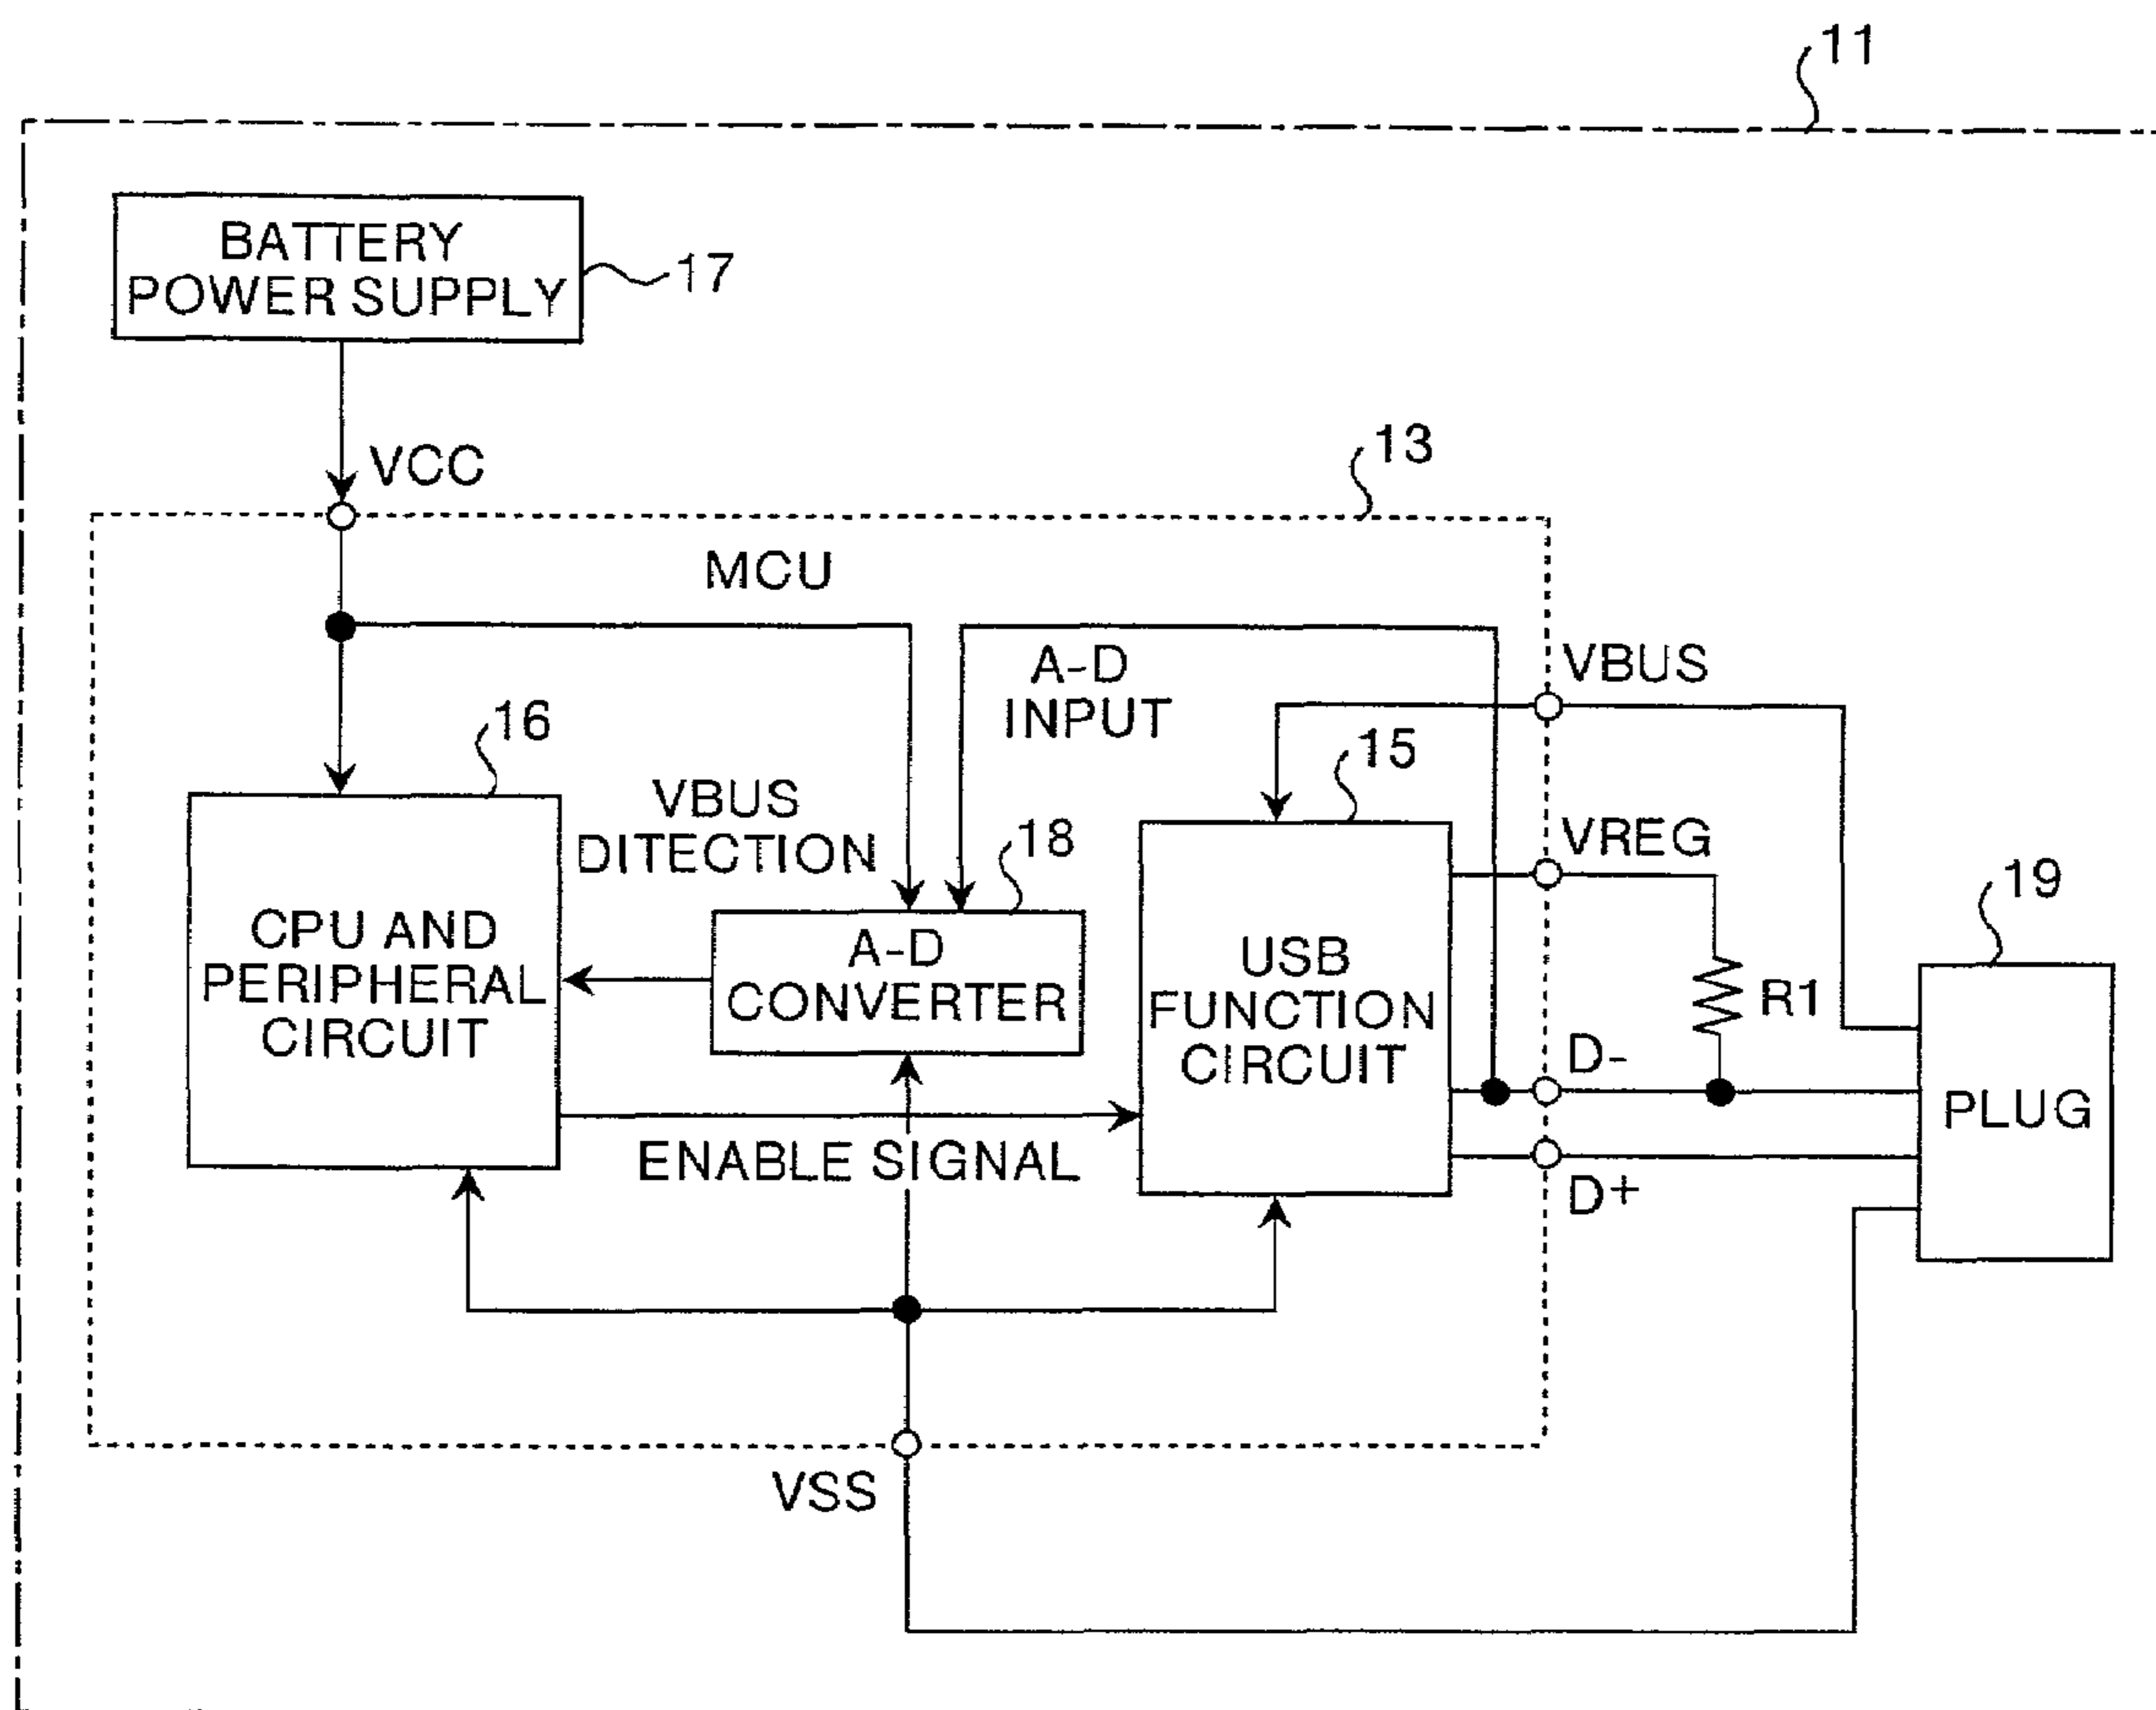 11
BATTERY
POWER SUPPLY
17
VCC
13
MCU
A-D
INPUT
VBUS
16
15
VBUS
DITECTION
18
VREG
19
CPU AND
PERIPHERAL
CIRCUIT
A-D
CONVERTER
USB
FUNCTION
CIRCUIT
R1
D-
PLUG
ENABLE SIGNAL
D+
VSS